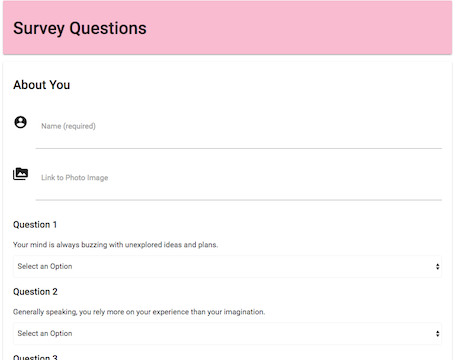 Survey Questions
About You
Name (required)
Link to Photo Image
Question 1
Your mind is always buzzing with unexplored ideas and plans.
Select an Option
Question 2
Generally speaking, you rely more on your experience than your imagination.
Select an Option
Question 3